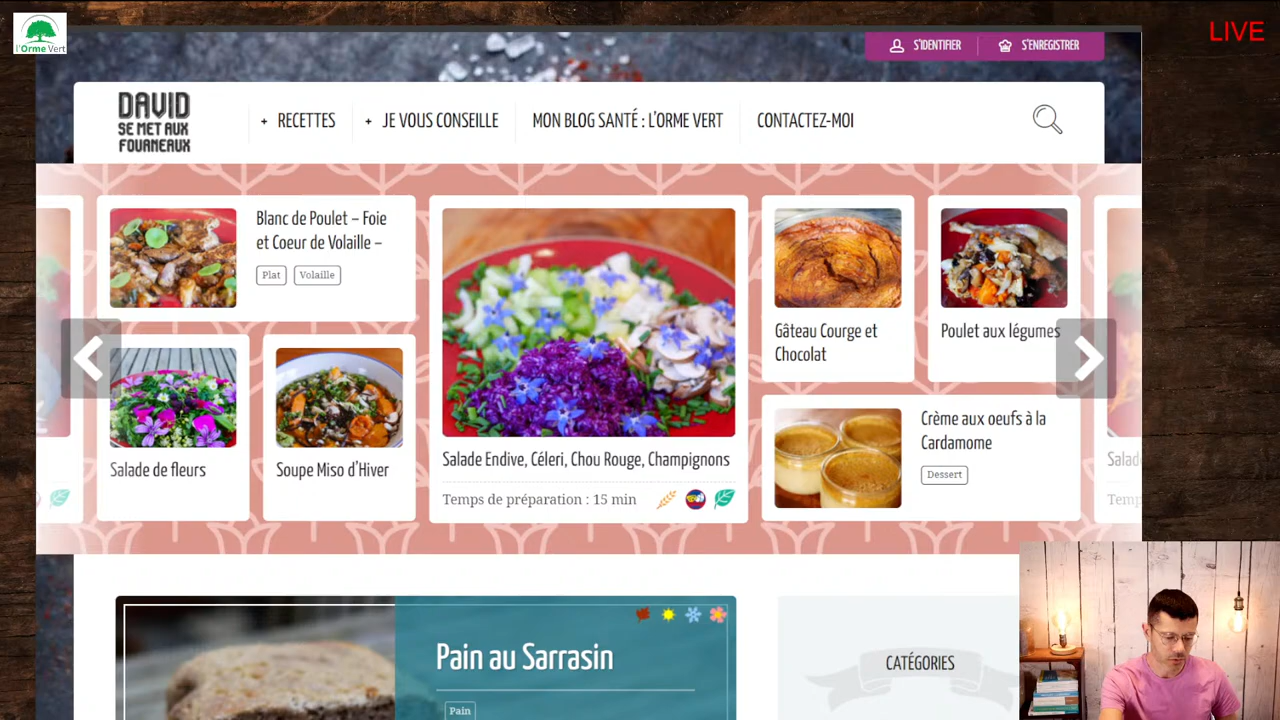 l'Orme Vert
LIVE
S'IDENTIFIER
S'ENREGISTRER
DAVID
SE MET AUX
FOURNEAUX
+ RECETTES
+ JE VOUS CONSEILLE
MON BLOG SANTÉ : L'ORME VERT
CONTACTEZ-MOI
Blanc de Poulet – Foie
et Coeur de Volaille –
Plat
Volaille
Salade de fleurs
Soupe Miso d'Hiver
Salade Endive, Céleri, Chou Rouge, Champignons
Temps de préparation : 15 min
Gâteau Courge et
Chocolat
Poulet aux légumes
Crème aux oeufs à la
Cardamome
Dessert
Salad
Temp
Pain au Sarrasin
Pain
CATÉGORIES